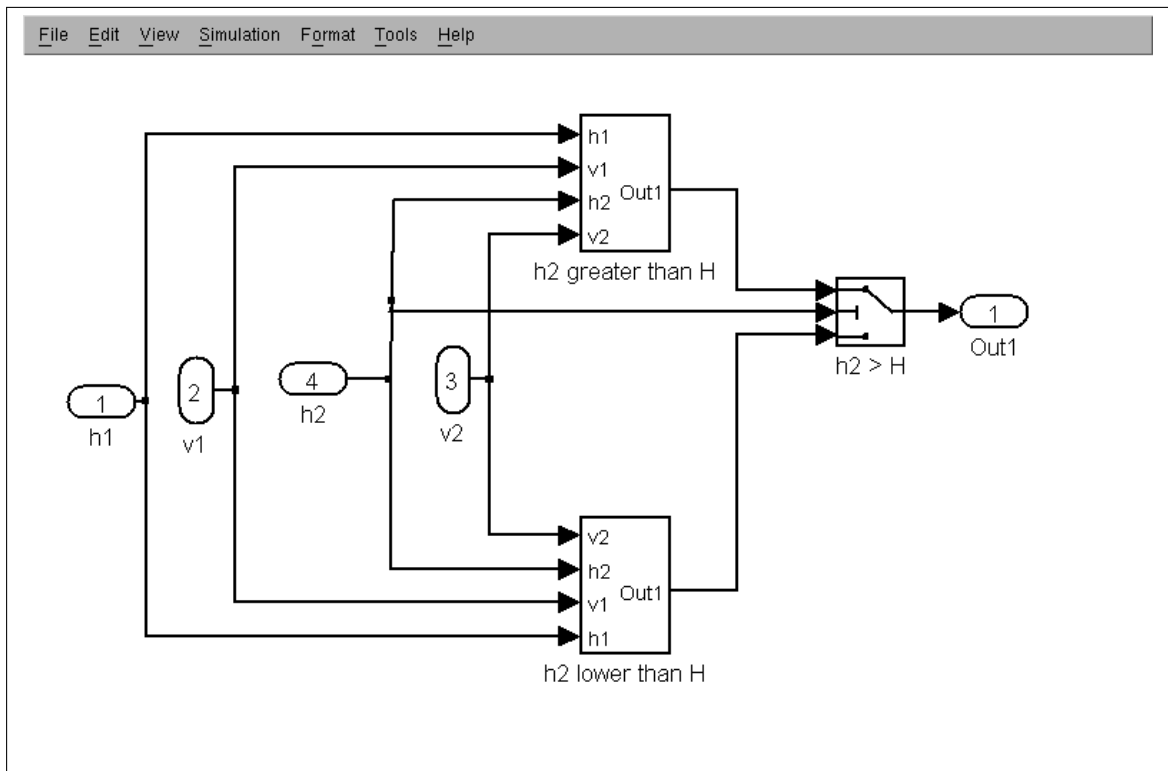 File Edit View Simulation Format Tools Help
h1
v1
h2
v2
Out1
h2 greater than H
1
h1
2
v1
4
h2
3
v2
h2 > H
1
Out1
v2
h2
v1
h1
Out1
h2 lower than H